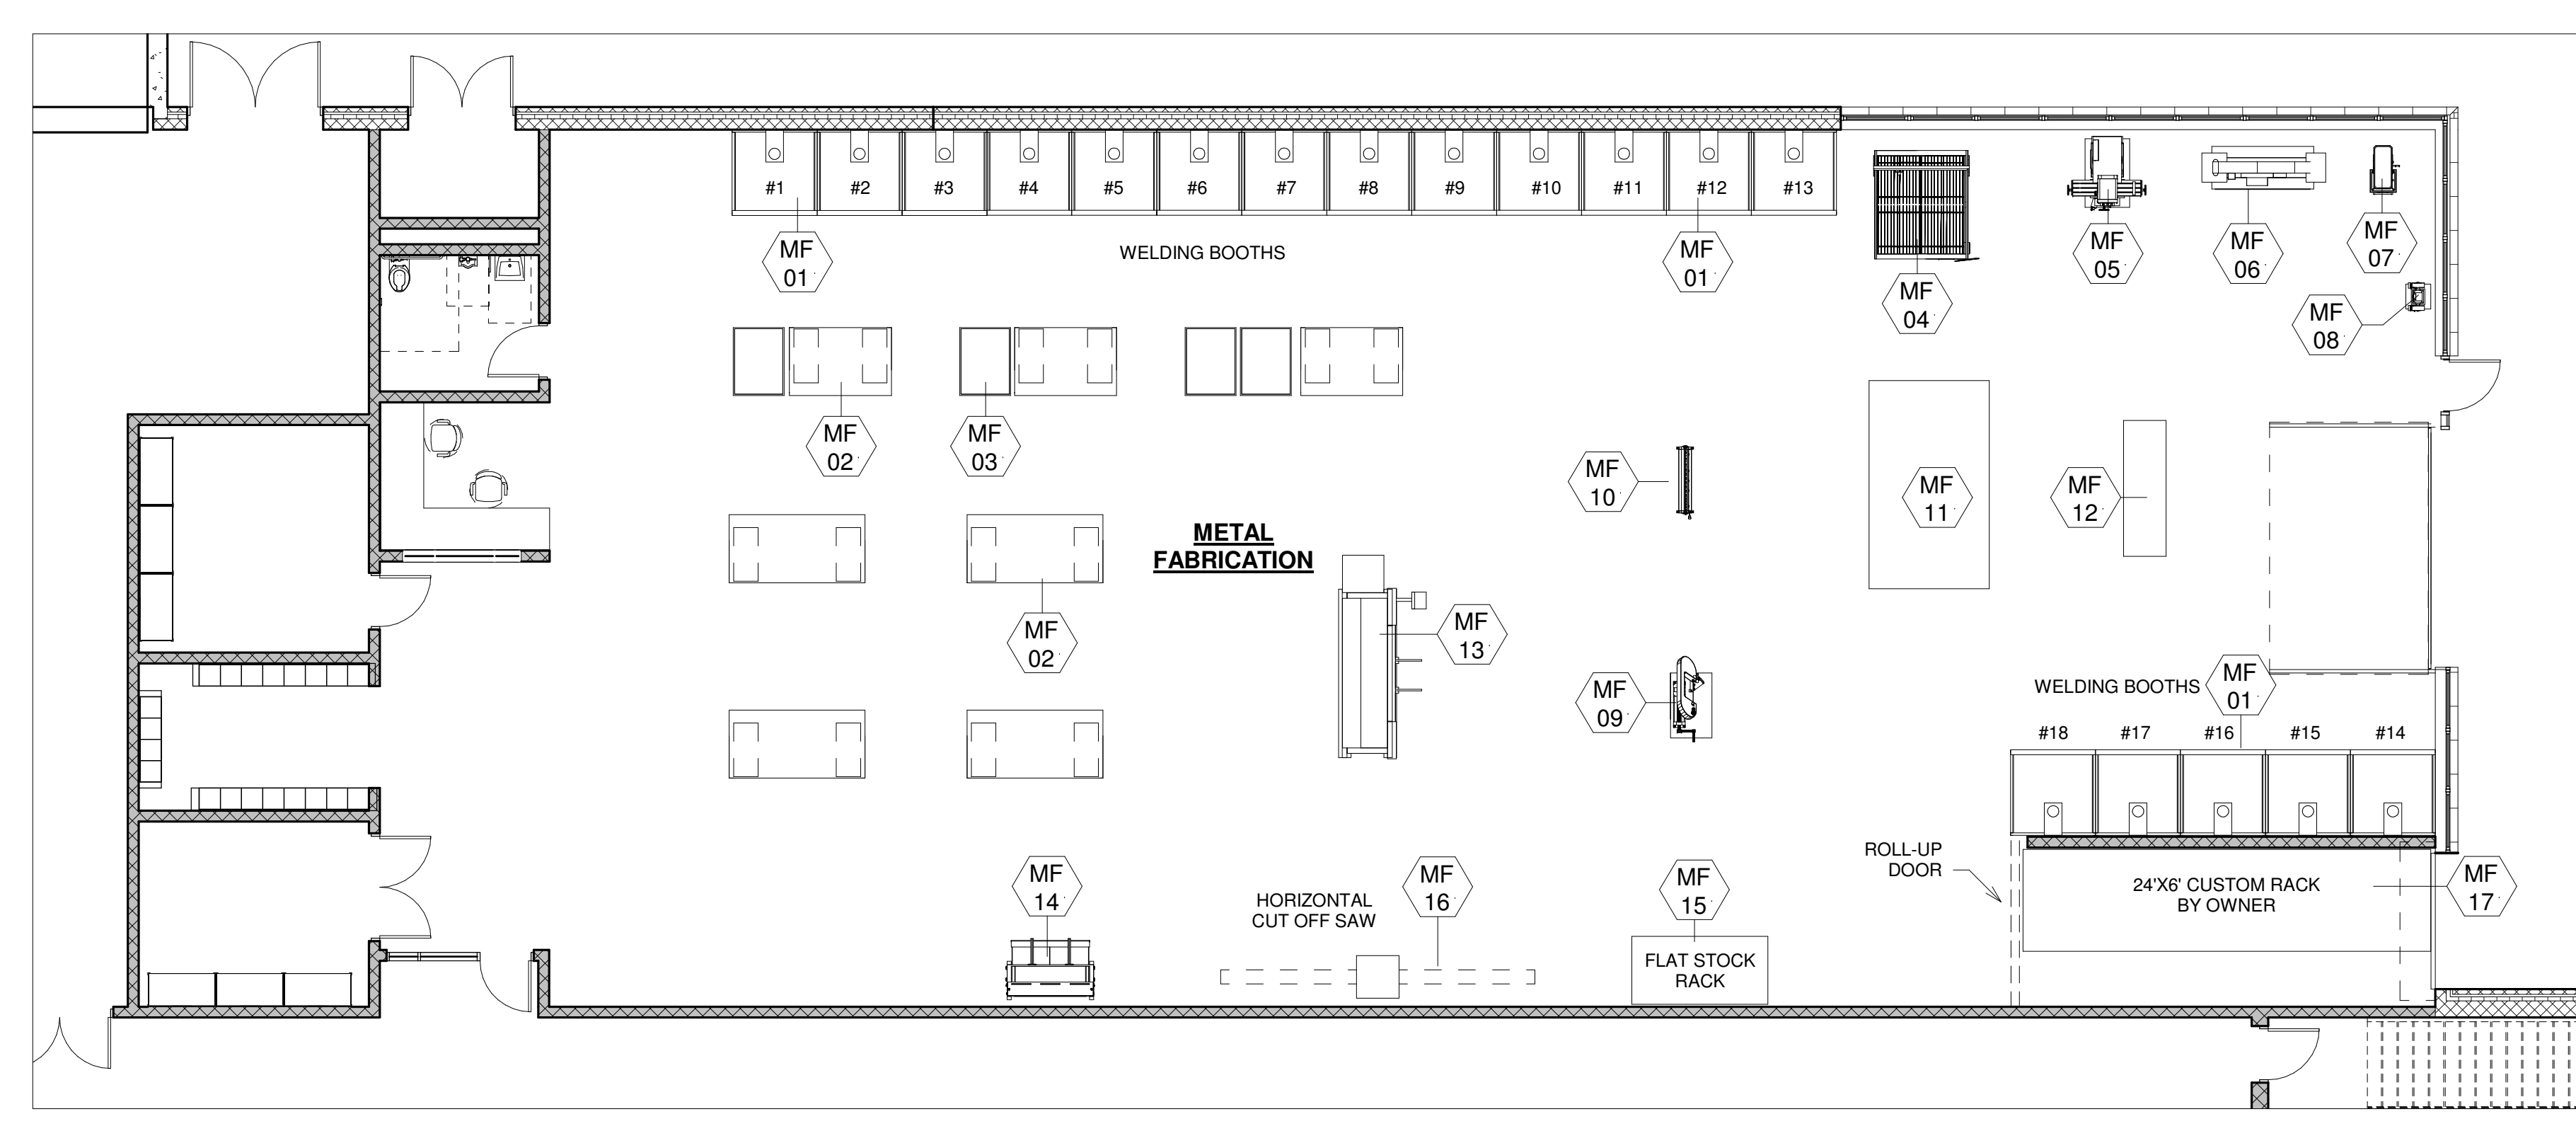 #1
#2
#3
#4
#5
#6
#7
#8
#9
#10
#11
#12
#13
MF
01
WELDING BOOTHS
MF
01
MF
04
MF
05
MF
06
MF
07
MF
08
MF
02
MF
03
MF
10
MF
11
MF
12
METAL
FABRICATION
MF
02
MF
13
MF
09
WELDING BOOTHS
MF
01
#18
#17
#16
#15
#14
MF
14
HORIZONTAL
CUT OFF SAW
MF
16
MF
15
FLAT STOCK
RACK
ROLL-UP
DOOR
24'X6' CUSTOM RACK
BY OWNER
MF
17